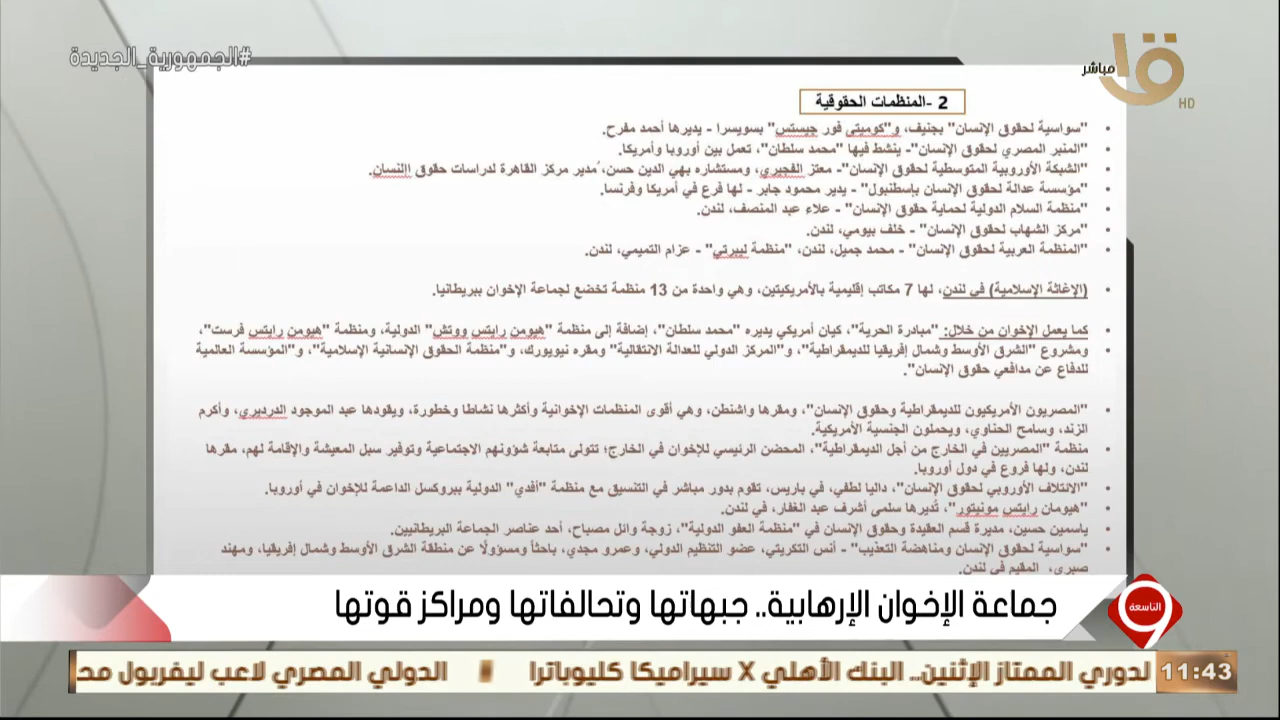 #الجمهورية_الجديدة
مباشر
HD
2 -المنظمات الحقوقية
"سواسية لحقوق الإنسان" بجنيف، و"كوميتي فور جيستس" بسويسرا - يديرها أحمد مفرح.
"المنبر المصري لحقوق الإنسان"- ينشط فيها "محمد سلطان"، تعمل بين أوروبا وأمريكا.
"الشبكة الأوروبية المتوسطية لحقوق الإنسان"- معتز الفجيري، ومستشاره بهي الدين حسن، مُدير مركز القاهرة لدراسات حقوق الإنسان.
"مؤسسة عدالة لحقوق الإنسان بإسطنبول" - يدير محمود جابر - لها فرع في أمريكا وفرنسا.
"منظمة السلام الدولية لحماية حقوق الإنسان" - علاء عبد المنصف، لندن.
"مركز الشهاب لحقوق الإنسان" - خلف بيومي، لندن.
"المنظمة العربية لحقوق الإنسان" - محمد جميل، لندن، "منظمة ليبرتي" - عزام التميمي، لندن.
(الإغاثة الإسلامية) في لندن، لها 7 مكاتب إقليمية بالأمريكيتين، وهي واحدة من 13 منظمة تخضع لجماعة الإخوان ببريطانيا.
كما يعمل الإخوان من خلال: "مبادرة الحرية"، كيان أمريكي يديره "محمد سلطان"، إضافة إلى منظمة "هيومن رايتس ووتش" الدولية، ومنظمة "هيومن رايتس فرست"،
ومشروع "الشرق الأوسط وشمال إفريقيا للديمقراطية"، و"المركز الدولي للعدالة الانتقالية" ومقره نيويورك، و"منظمة الحقوق الإنسانية الإسلامية"، و"المؤسسة العالمية
للدفاع عن مدافعي حقوق الإنسان".
"المصريون الأمريكيون للديمقراطية وحقوق الإنسان"، ومقرها واشنطن، وهي أقوى المنظمات الإخوانية وأكثرها نشاطا وخطورة، ويقودها عبد الموجود الدرديري، وأكرم
الزند، وسامح الحناوي، ويحملون الجنسية الأمريكية.
منظمة "المصريين في الخارج من أجل الديمقراطية"، المحضن الرئيسي للإخوان في الخارج؛ تتولى متابعة شؤونهم الاجتماعية وتوفير سبل المعيشة والإقامة لهم، مقرها
لندن، ولها فروع في دول أوروبا.
"الائتلاف الأوروبي لحقوق الإنسان"، داليا لطفي، في باريس، تقوم بدور مباشر في التنسيق مع منظمة "أفدي" الدولية ببروكسل الداعمة للإخوان في أوروبا.
"هيومان رايتس مونيتور"، تُديرها سلمى أشرف عبد الغفار، في لندن.
ياسمين حسين، مديرة قسم العقيدة وحقوق الإنسان في "منظمة العفو الدولية"، زوجة وائل مصباح، أحد عناصر الجماعة البريطانيين.
"سواسية لحقوق الإنسان ومناهضة التعذيب" - أنس التكريتي، عضو التنظيم الدولي، وعمرو مجدي، باحثاً ومسؤولًا عن منطقة الشرق الأوسط وشمال إفريقيا، ومهند
صبري، المقيم في لندن.
جماعة الإخوان الإرهابية.. جبهاتها وتحالفاتها ومراكز قوتها
التاسعة
9
11:43
لدوري الممتاز الإثنين.. البنك الأهلي X سيراميكا كليوباترا
الدولي المصري لاعب ليفربول